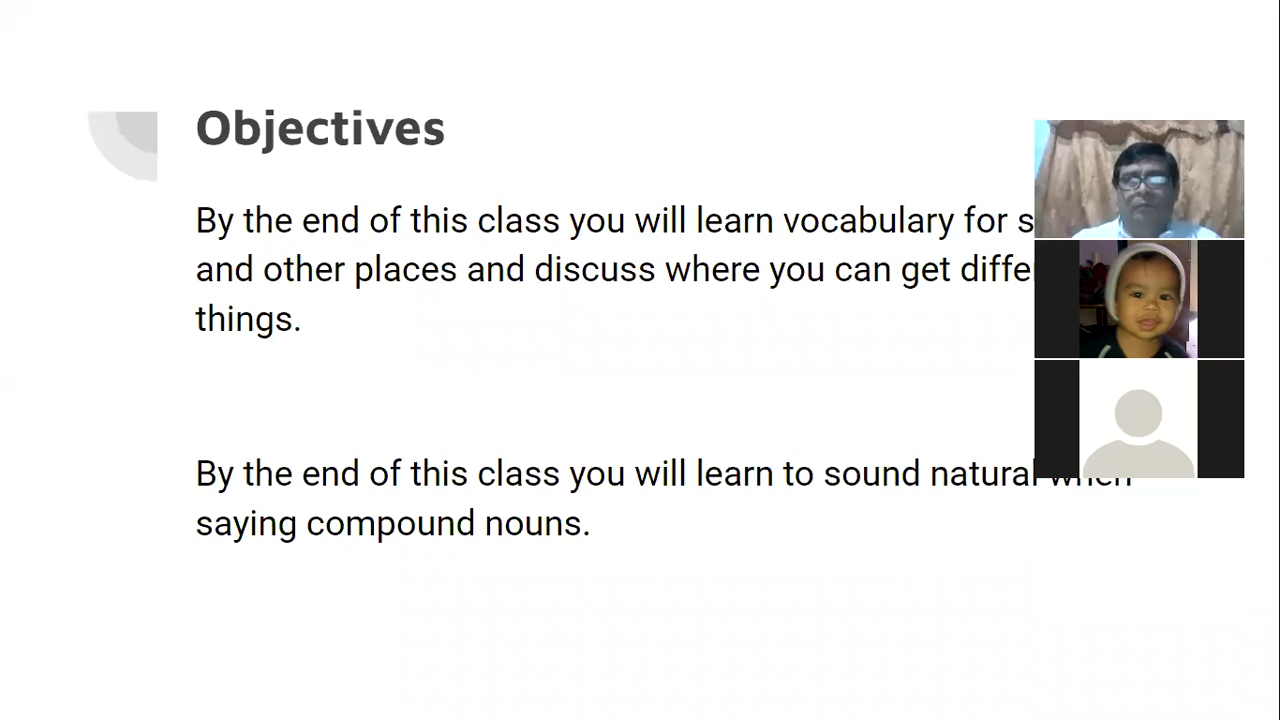 Objectives
By the end of this class you will learn vocabulary for
and other places and discuss where you can get
things.
By the end of this class you will learn to sound natural when
saying compound nouns.